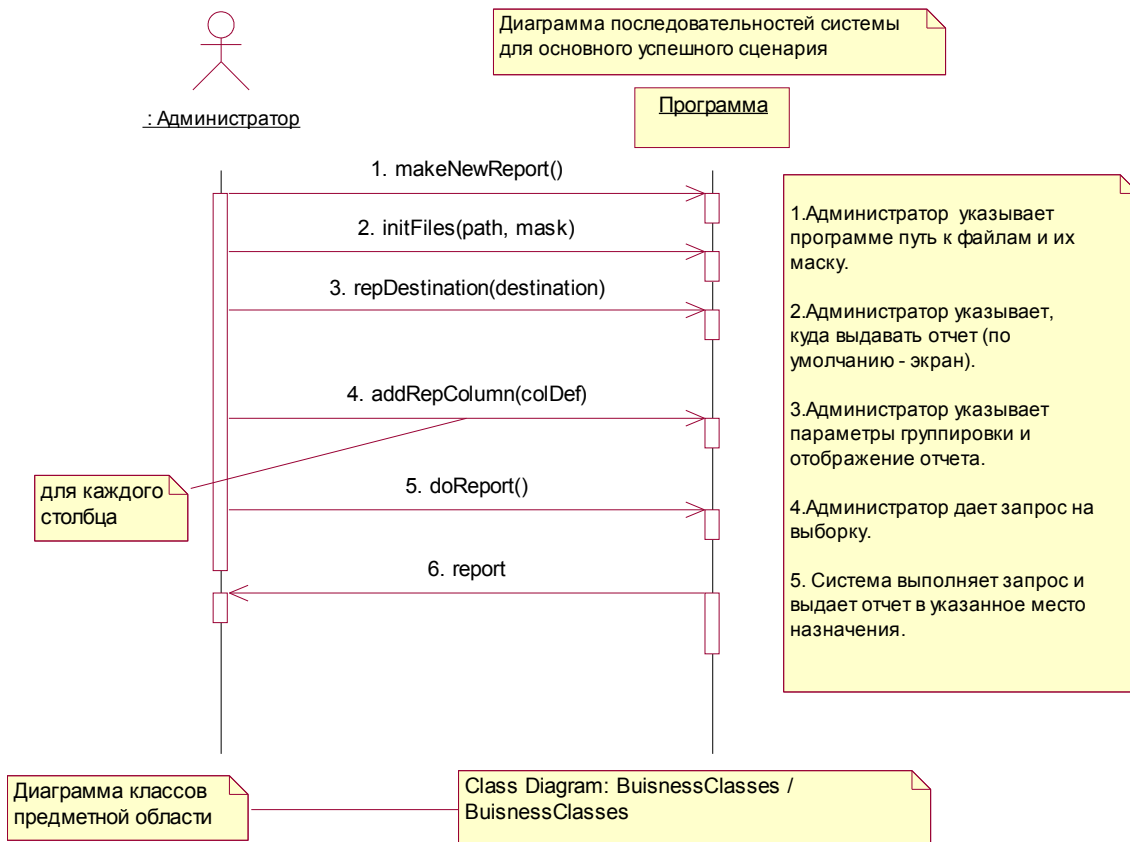 Диаграмма последовательностей системы
для основного успешного сценария
: Администратор
Программа
1. makeNewReport()
2. initFiles(path, mask)
3. repDestination(destination)
4. addRepColumn(colDef)
для каждого
столбца
5. doReport()
6. report
1.Администратор указывает
программе путь к файлам и их
маску.
2.Администратор указывает,
куда выдавать отчет (по
умолчанию - экран).
3.Администратор указывает
параметры группировки и
отображение отчета.
4.Администратор дает запрос на
выборку.
5. Система выполняет запрос и
выдает отчет в указанное место
назначения.
Диаграмма классов
предметной области
Class Diagram: BuisnessClasses /
BuisnessClasses